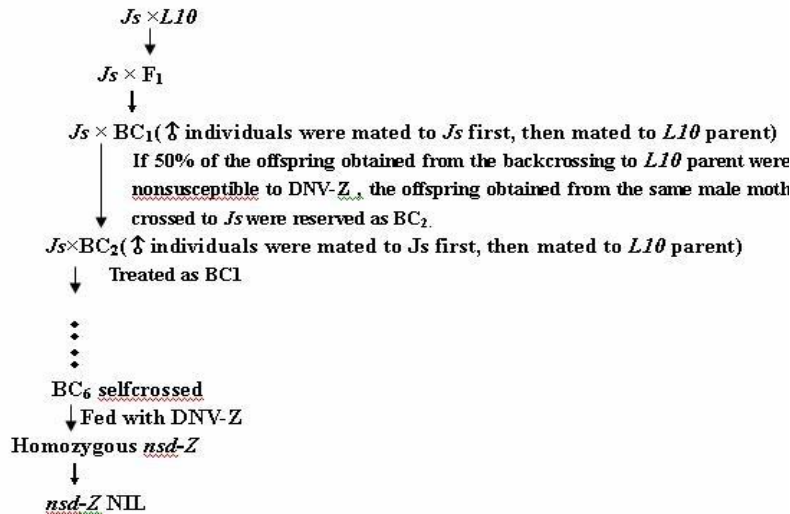 Js ×L10
Js × F₁
Js × BC₁(♂ individuals were mated to Js first, then mated to L10 parent)
If 50% of the offspring obtained from the backcrossing to L10 parent were
nonsusceptible to DNV-Z , the offspring obtained from the same male moth
crossed to Js were reserved as BC₂.
Js×BC₂(♂ individuals were mated to Js first, then mated to L10 parent)
Treated as BC1
BC₆ selfcrossed
Fed with DNV-Z
Homozygous nsd-Z
nsd-Z NIL